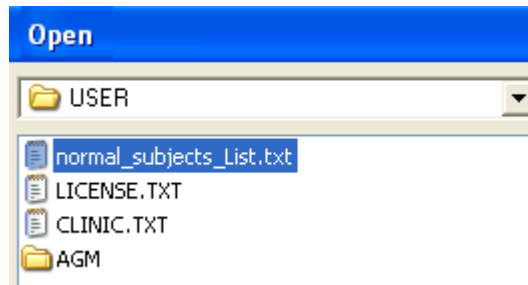 Open
USER
normal_subjects_List.txt
LICENSE.TXT
CLINIC.TXT
AGM